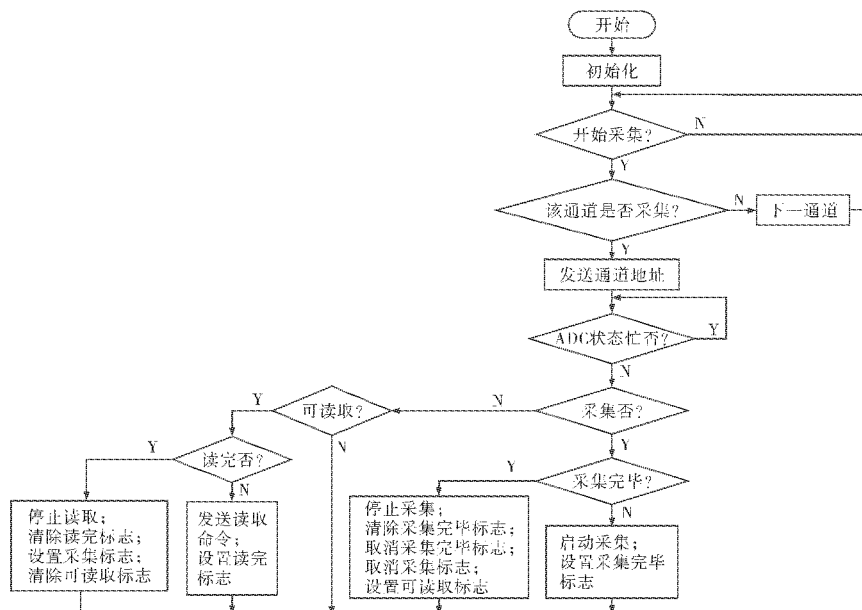 开始
初始化
开始采集?
N
Y
该通道是否采集?
N
下一通道
Y
发送通道地址
ADC状态忙否?
Y
N
Y
可读取?
N
采集否?
Y
N
Y
读完否?
N
Y
采集完毕?
N
停止读取;
清除读完标志;
设置采集标志;
清除可读取标志
发送读取
命令;
设置读完
标志
停止采集;
清除采集完毕标志;
取消采集完毕标志;
取消采集标志;
设置可读取标志
启动采集;
设置采集完毕
标志